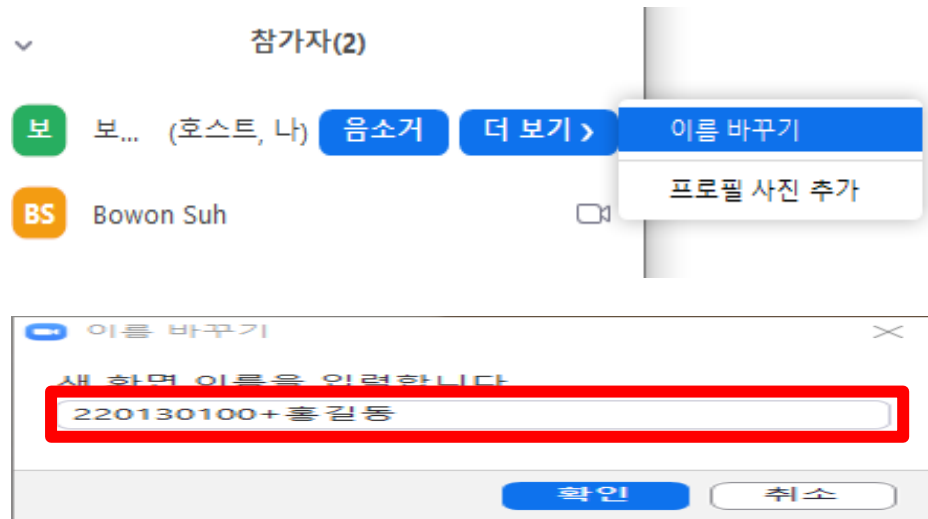 참가자(2)
보 보... (호스트, 나) 음소거 더 보기 > 이름 바꾸기
프로필 사진 추가
BS Bowon Suh
이름 바꾸기
새 화면 이름을 입력합니다
220130100+홍길동
확인 취소